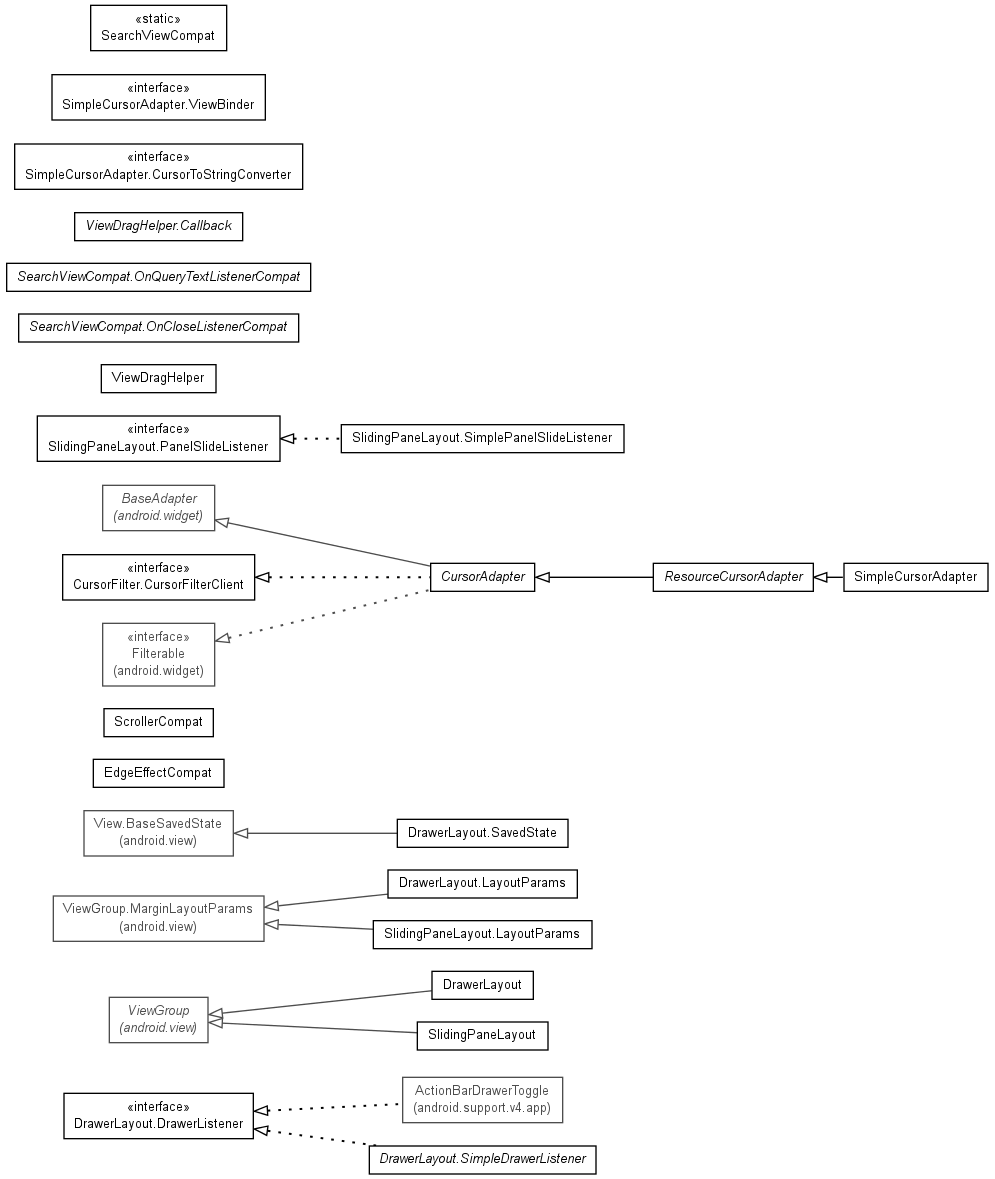 «static»
SearchViewCompat
«interface»
SimpleCursorAdapter.ViewBinder
«interface»
SimpleCursorAdapter.CursorToStringConverter
ViewDragHelper.Callback
SearchViewCompat.OnQueryTextListenerCompat
SearchViewCompat.OnCloseListenerCompat
ViewDragHelper
«interface»
SlidingPaneLayout.PanelSlideListener
SlidingPaneLayout.SimplePanelSlideListener
BaseAdapter
(android.widget)
«interface»
CursorFilter.CursorFilterClient
CursorAdapter
ResourceCursorAdapter
SimpleCursorAdapter
«interface»
Filterable
(android.widget)
ScrollerCompat
EdgeEffectCompat
View.BaseSavedState
(android.view)
DrawerLayout.SavedState
ViewGroup.MarginLayoutParams
(android.view)
DrawerLayout.LayoutParams
SlidingPaneLayout.LayoutParams
ViewGroup
(android.view)
DrawerLayout
SlidingPaneLayout
«interface»
DrawerLayout.DrawerListener
ActionBarDrawerToggle
(android.support.v4.app)
DrawerLayout.SimpleDrawerListener